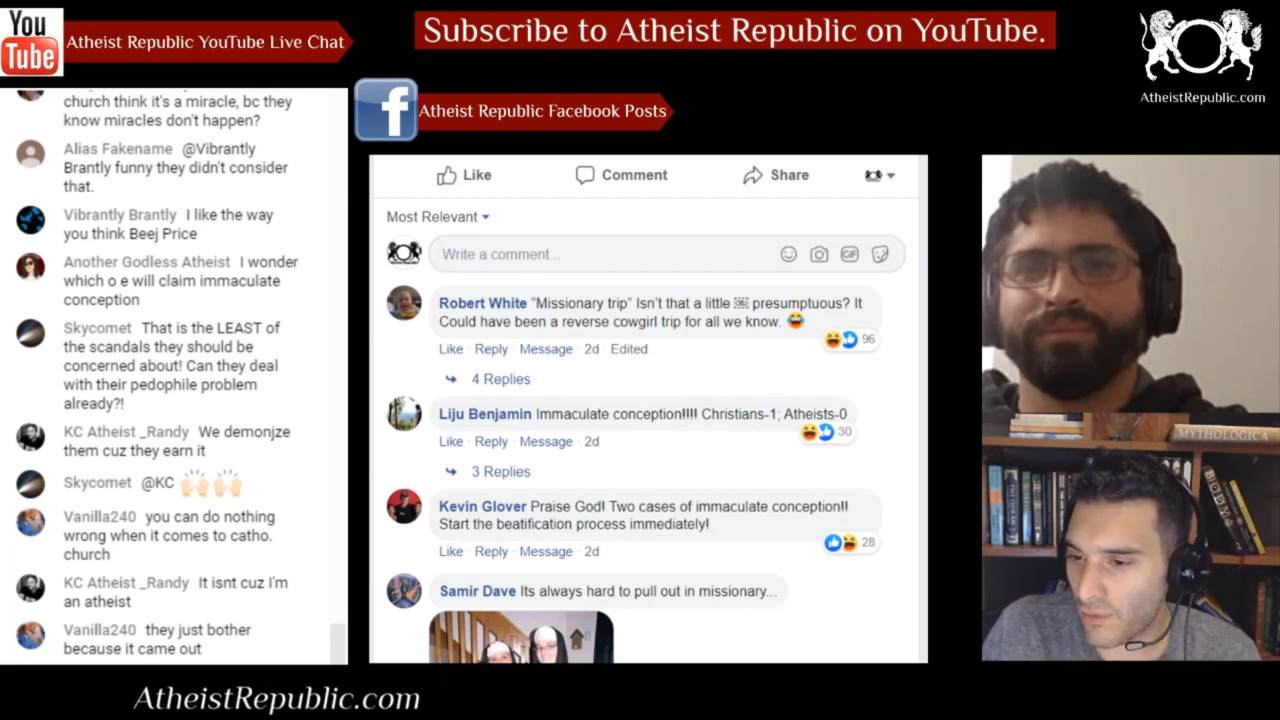 You
Tube
Atheist Republic YouTube Live Chat
Subscribe to Atheist Republic on YouTube.
AtheistRepublic.com
f
Atheist Republic Facebook Posts
church think it's a miracle, bc they
know miracles don't happen?
Alias Fakename @Vibrantly
Brantly funny they didn't consider
that.
Vibrantly Brantly I like the way
you think Beej Price
Another Godless Atheist I wonder
which o e will claim immaculate
conception
Skycomet That is the LEAST of
the scandals they should be
concerned about! Can they deal
with their pedophile problem
already?!
KC Atheist _Randy We demonjze
them cuz they earn it
Skycomet @KC 🙌🏻 🙌🏻
Vanilla240 you can do nothing
wrong when it comes to catho.
church
KC Atheist _Randy It isnt cuz I'm
an atheist
Vanilla240 they just bother
because it came out
Like Comment Share
Most Relevant
Write a comment...
GIF
Robert White “Missionary trip” Isn't that a little presumptuous? It
Could have been a reverse cowgirl trip for all we know. 😂
96
Like · Reply · Message · 2d · Edited
4 Replies
Liju Benjamin Immaculate conception!!!! Christians-1; Atheists-0
30
Like · Reply · Message · 2d
3 Replies
Kevin Glover Praise God! Two cases of immaculate conception!!
Start the beatification process immediately!
28
Like · Reply · Message · 2d
Samir Dave Its always hard to pull out in missionary...
MYTHOLOGICA
AtheistRepublic.com